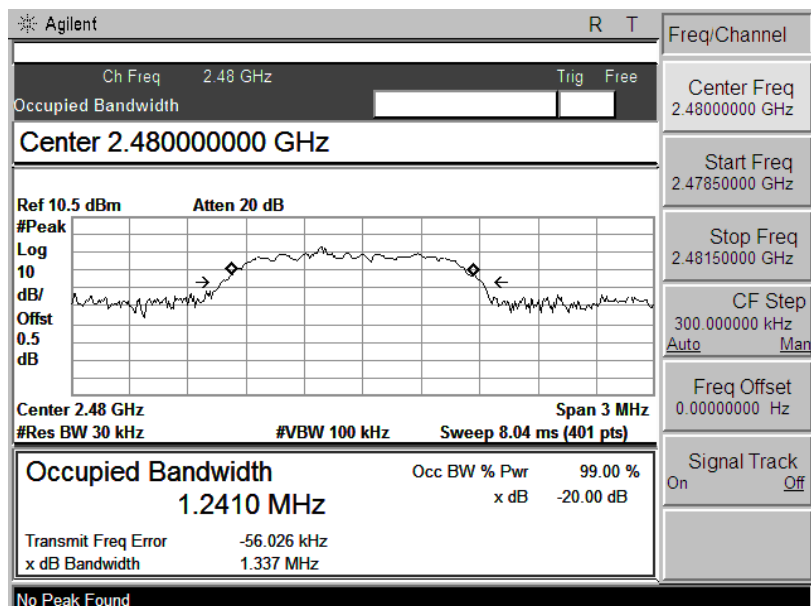 Agilent
R T
Ch Freq 2.48 GHz Trig Free
Occupied Bandwidth
Center 2.480000000 GHz
Ref 10.5 dBm Atten 20 dB
#Peak
Log
10
dB/
Offst
0.5
dB
Center 2.48 GHz Span 3 MHz
#Res BW 30 kHz #VBW 100 kHz Sweep 8.04 ms (401 pts)
Occupied Bandwidth
1.2410 MHz
Occ BW % Pwr 99.00 %
x dB -20.00 dB
Transmit Freq Error -56.026 kHz
x dB Bandwidth 1.337 MHz
No Peak Found
Freq/Channel
Center Freq
2.48000000 GHz
Start Freq
2.47850000 GHz
Stop Freq
2.48150000 GHz
CF Step
300.000000 kHz
Auto Man
Freq Offset
0.00000000 Hz
Signal Track
On Off